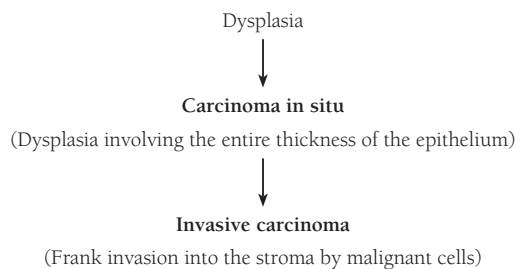 Dysplasia
Carcinoma in situ
(Dysplasia involving the entire thickness of the epithelium)
Invasive carcinoma
(Frank invasion into the stroma by malignant cells)